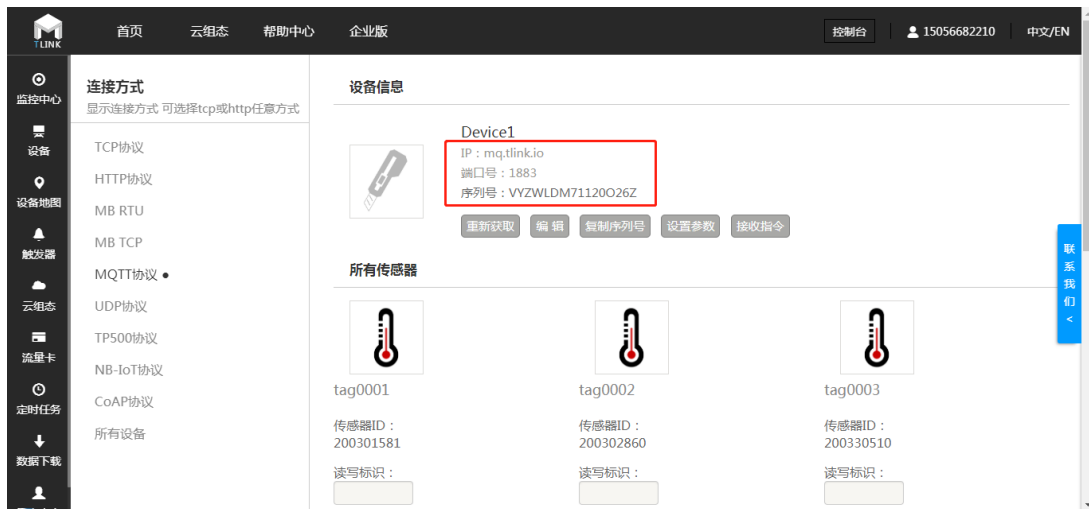 TLINK
首页 云组态 帮助中心 企业版 控制台 15056682210 中文/EN
监控中心
设备
设备地图
触发器
云组态
流量卡
定时任务
数据下载
连接方式
显示连接方式 可选择tcp或http任意方式
TCP协议
HTTP协议
MB RTU
MB TCP
MQTT协议 ●
UDP协议
TP500协议
NB-IoT协议
CoAP协议
所有设备
设备信息
Device1
IP：mq.tlink.io
端口号：1883
序列号：VYZWLDM71120O26Z
重新获取 编 辑 复制序列号 设置参数 接收指令
所有传感器
tag0001 tag0002 tag0003
传感器ID： 传感器ID： 传感器ID：
200301581 200302860 200330510
读写标识： 读写标识： 读写标识：
联
系
我
们
<